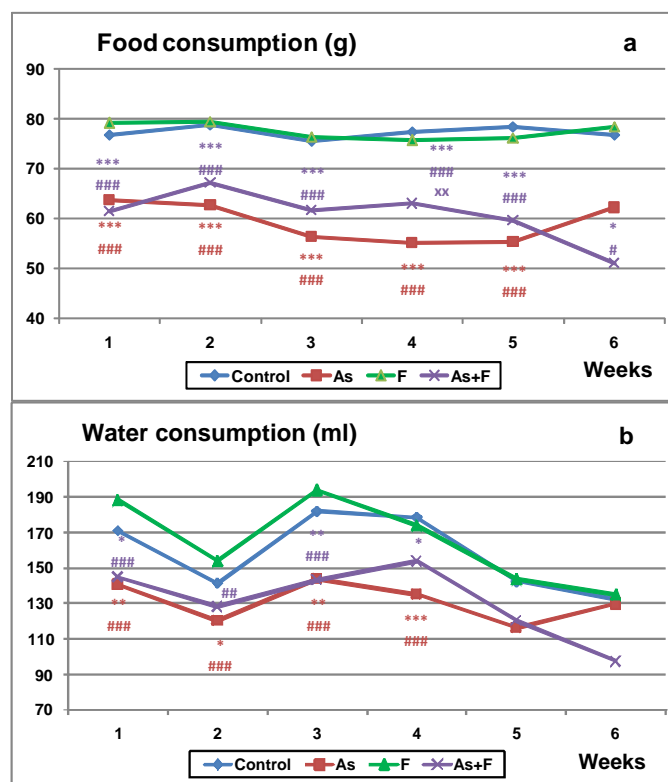 Food consumption (g) a
90
80
70
60
50
40
*** *** *** *** ***
### ### ### ### ###
xx
*** *** *** *** *** *
### ### ### ### ### #
1 2 3 4 5 6
Control As F As+F Weeks
Water consumption (ml) b
210
190
170
150
130
110
90
70
* ** *
### ## ###
** * ** ***
### ### ### ###
1 2 3 4 5 6
Control As F As+F Weeks